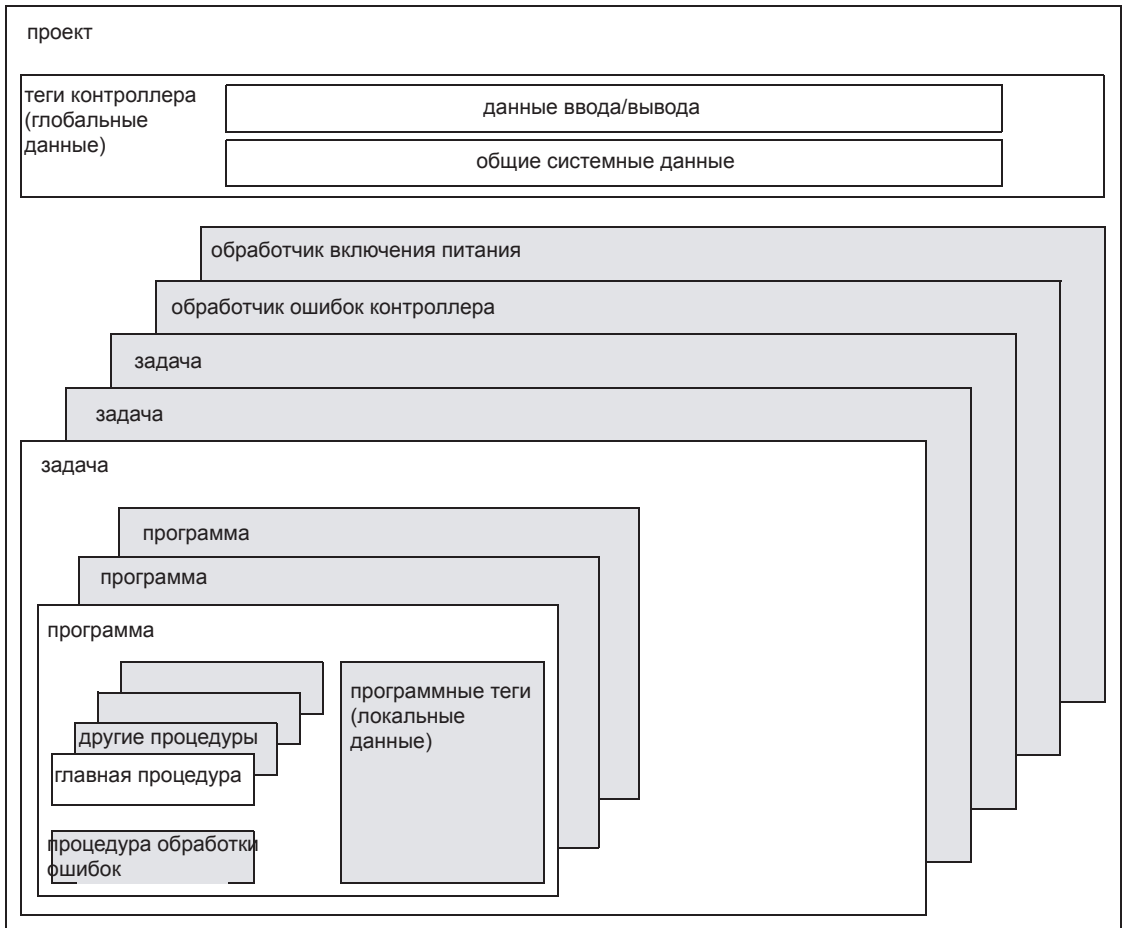 проект
теги контроллера
(глобальные
данные)
данные ввода/вывода
общие системные данные
обработчик включения питания
обработчик ошибок контроллера
задача
задача
задача
программа
программа
программа
другие процедуры
главная процедура
процедура обработки
ошибок
программные теги
(локальные
данные)